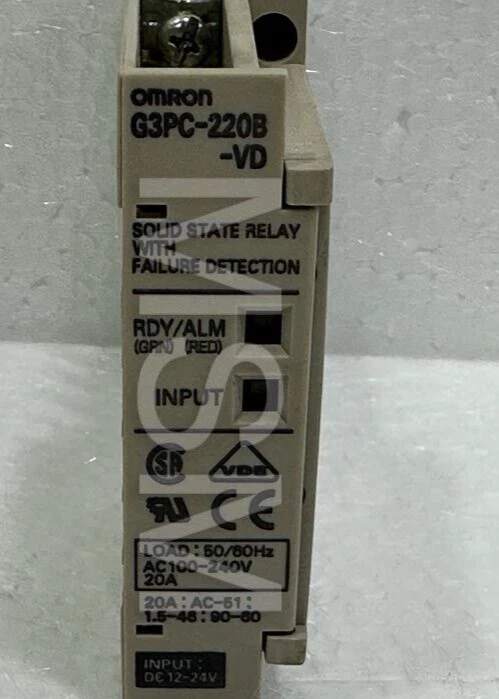 OMRON
G3PC-220B
-VD
SOLID STATE RELAY
WITH
FAILURE DETECTION
RDY/ALM
(GRN) (RED)
INPUT
LOAD: 50/60Hz
AC100-240V
20A
20A: AC-51:
1.5-46: 90-60
INPUT:
DC12-24V
VDE
CE